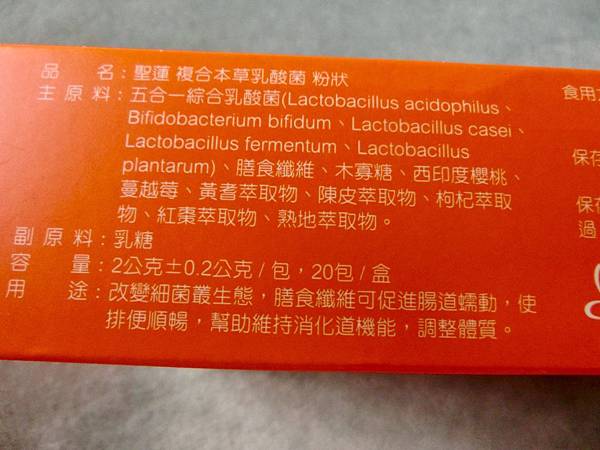 品 名:聖蓮 複合本草乳酸菌 粉狀
主 原 料:五合一綜合乳酸菌(Lactobacillus acidophilus、
Bifidobacterium bifidum、Lactobacillus casei、
Lactobacillus fermentum、Lactobacillus
plantarum)、膳食纖維、木寡糖、西印度櫻桃、
蔓越莓、黃耆萃取物、陳皮萃取物、枸杞萃取
物、紅棗萃取物、熟地萃取物。
副 原 料:乳糖
容 量:2公克±0.2公克 / 包,20包 / 盒
用 途:改變細菌叢生態,膳食纖維可促進腸道蠕動,使
排便順暢,幫助維持消化道機能,調整體質。
食用
保存
保存
過